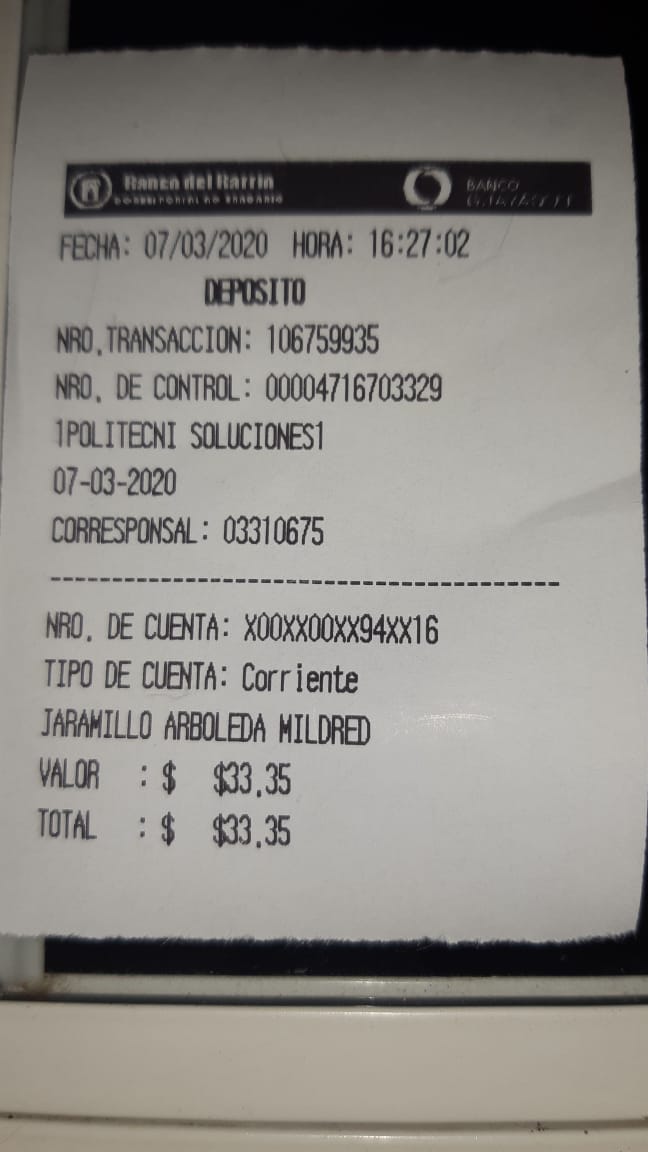 Banco del Barrio
BANCO
FECHA: 07/03/2020 HORA: 16:27:02
DEPOSITO
NRO.TRANSACCION: 106759935
NRO. DE CONTROL: 00004716703329
1POLITECNI SOLUCIONES1
07-03-2020
CORRESPONSAL: 03310675
----------------------------------------
NRO. DE CUENTA: X00XX00XX94XX16
TIPO DE CUENTA: Corriente
JARAMILLO ARBOLEDA MILDRED
VALOR : $ $33.35
TOTAL : $ $33.35